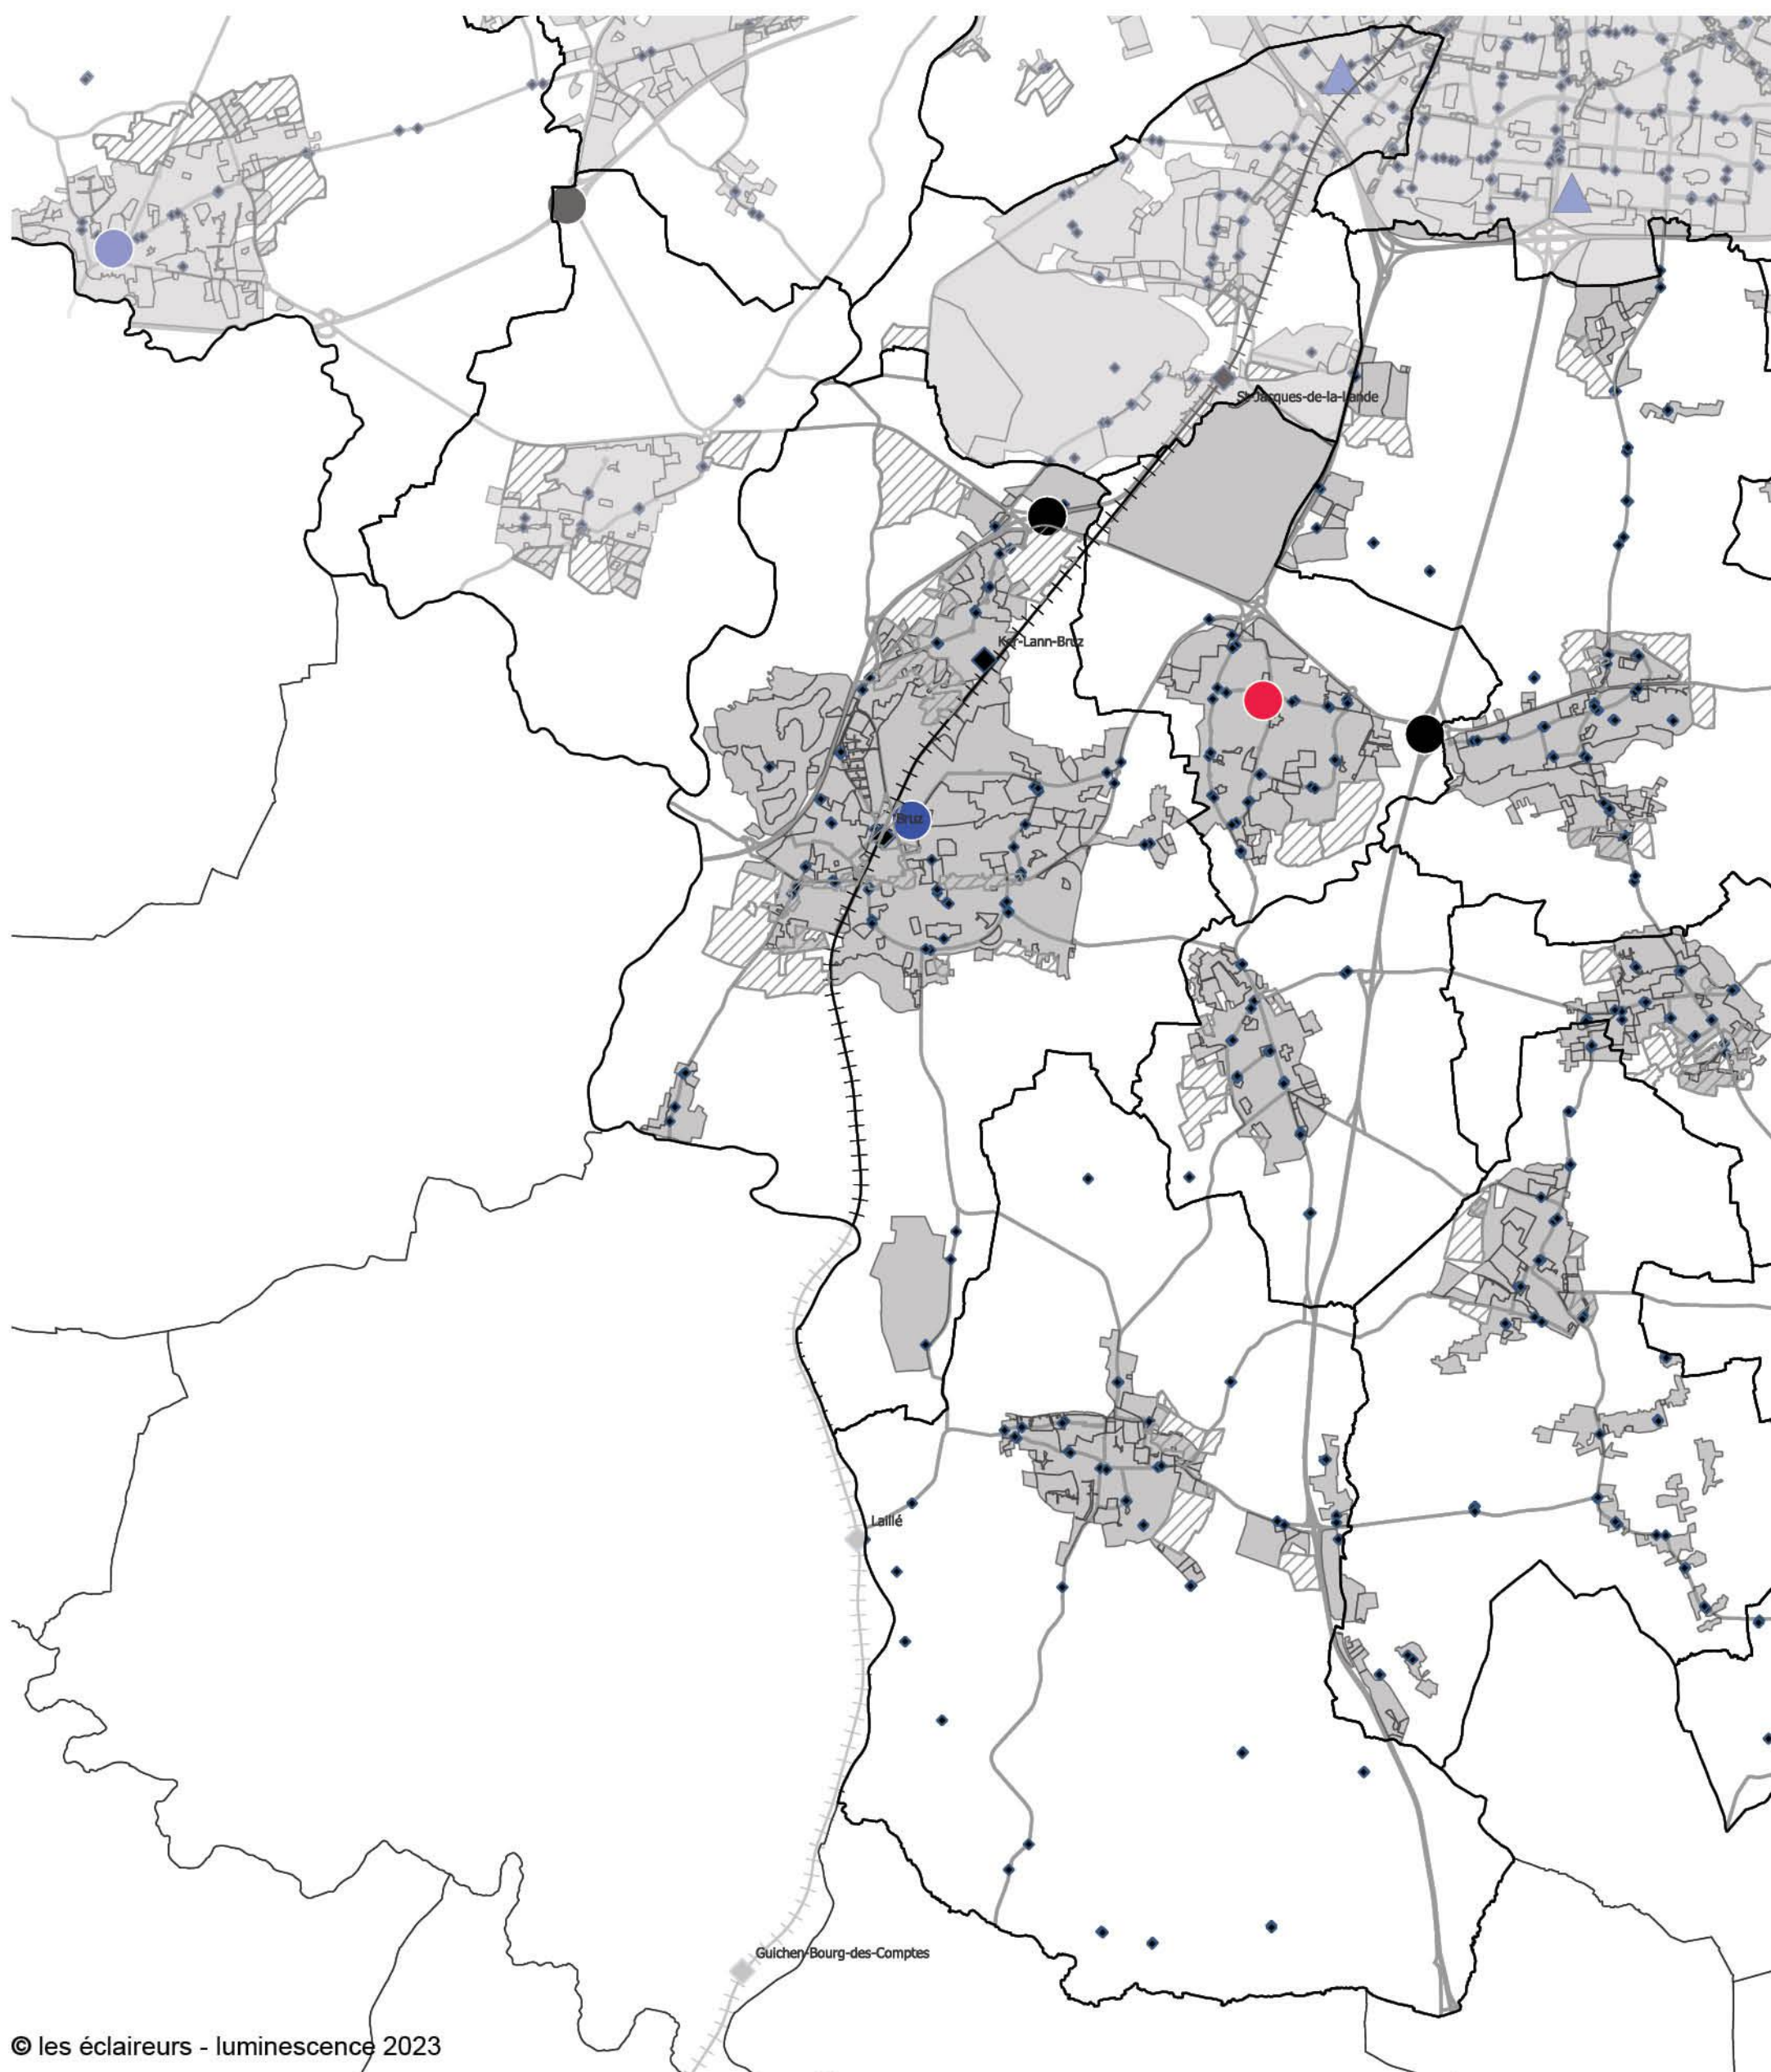 St-Jacques-de-la-Lande
Ker-Lann-Bruz
Bruz
Laillé
Guichen-Bourg-des-Comptes
© les éclaireurs - luminescence 2023